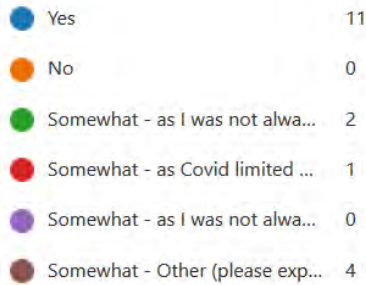 Yes 11
No 0
Somewhat - as I was not alwa... 2
Somewhat - as Covid limited ... 1
Somewhat - as I was not alwa... 0
Somewhat - Other (please exp... 4